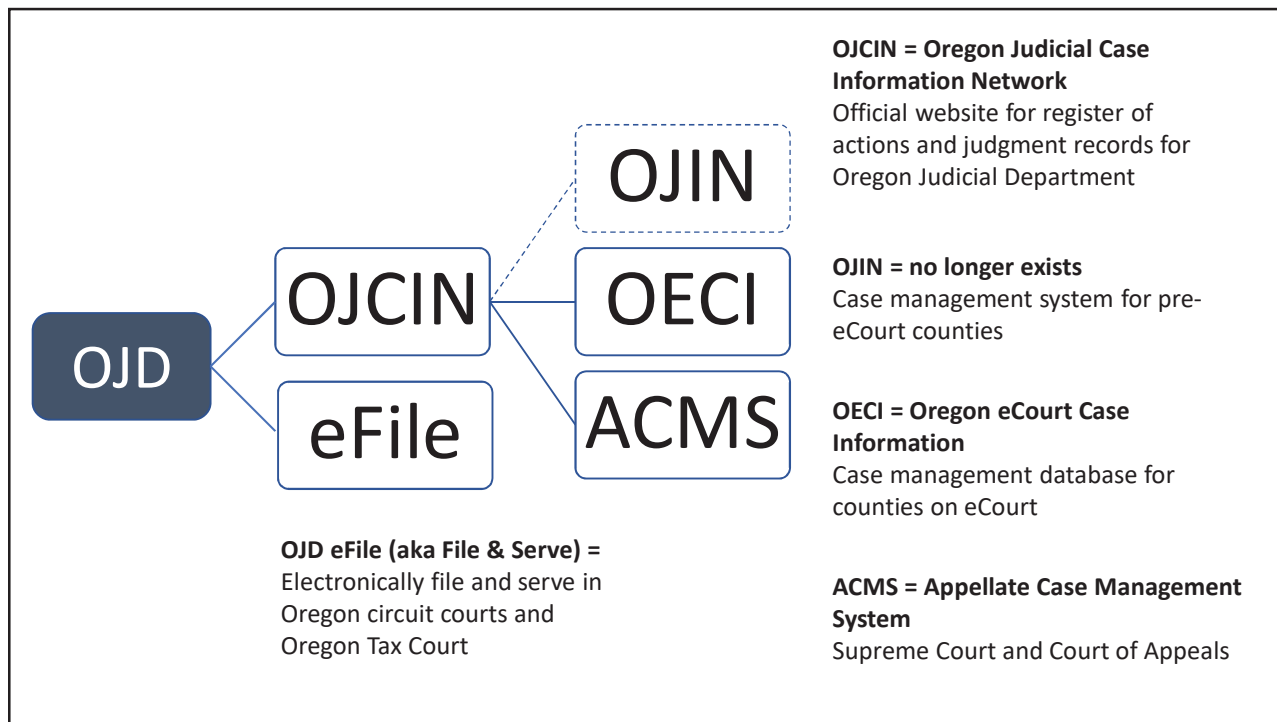 OJD
OJCIN
eFile
OJIN
OECI
ACMS
OJD eFile (aka File & Serve) =
Electronically file and serve in
Oregon circuit courts and
Oregon Tax Court
OJCIN = Oregon Judicial Case
Information Network
Official website for register of
actions and judgment records for
Oregon Judicial Department
OJIN = no longer exists
Case management system for pre-
eCourt counties
OECI = Oregon eCourt Case
Information
Case management database for
counties on eCourt
ACMS = Appellate Case Management
System
Supreme Court and Court of Appeals